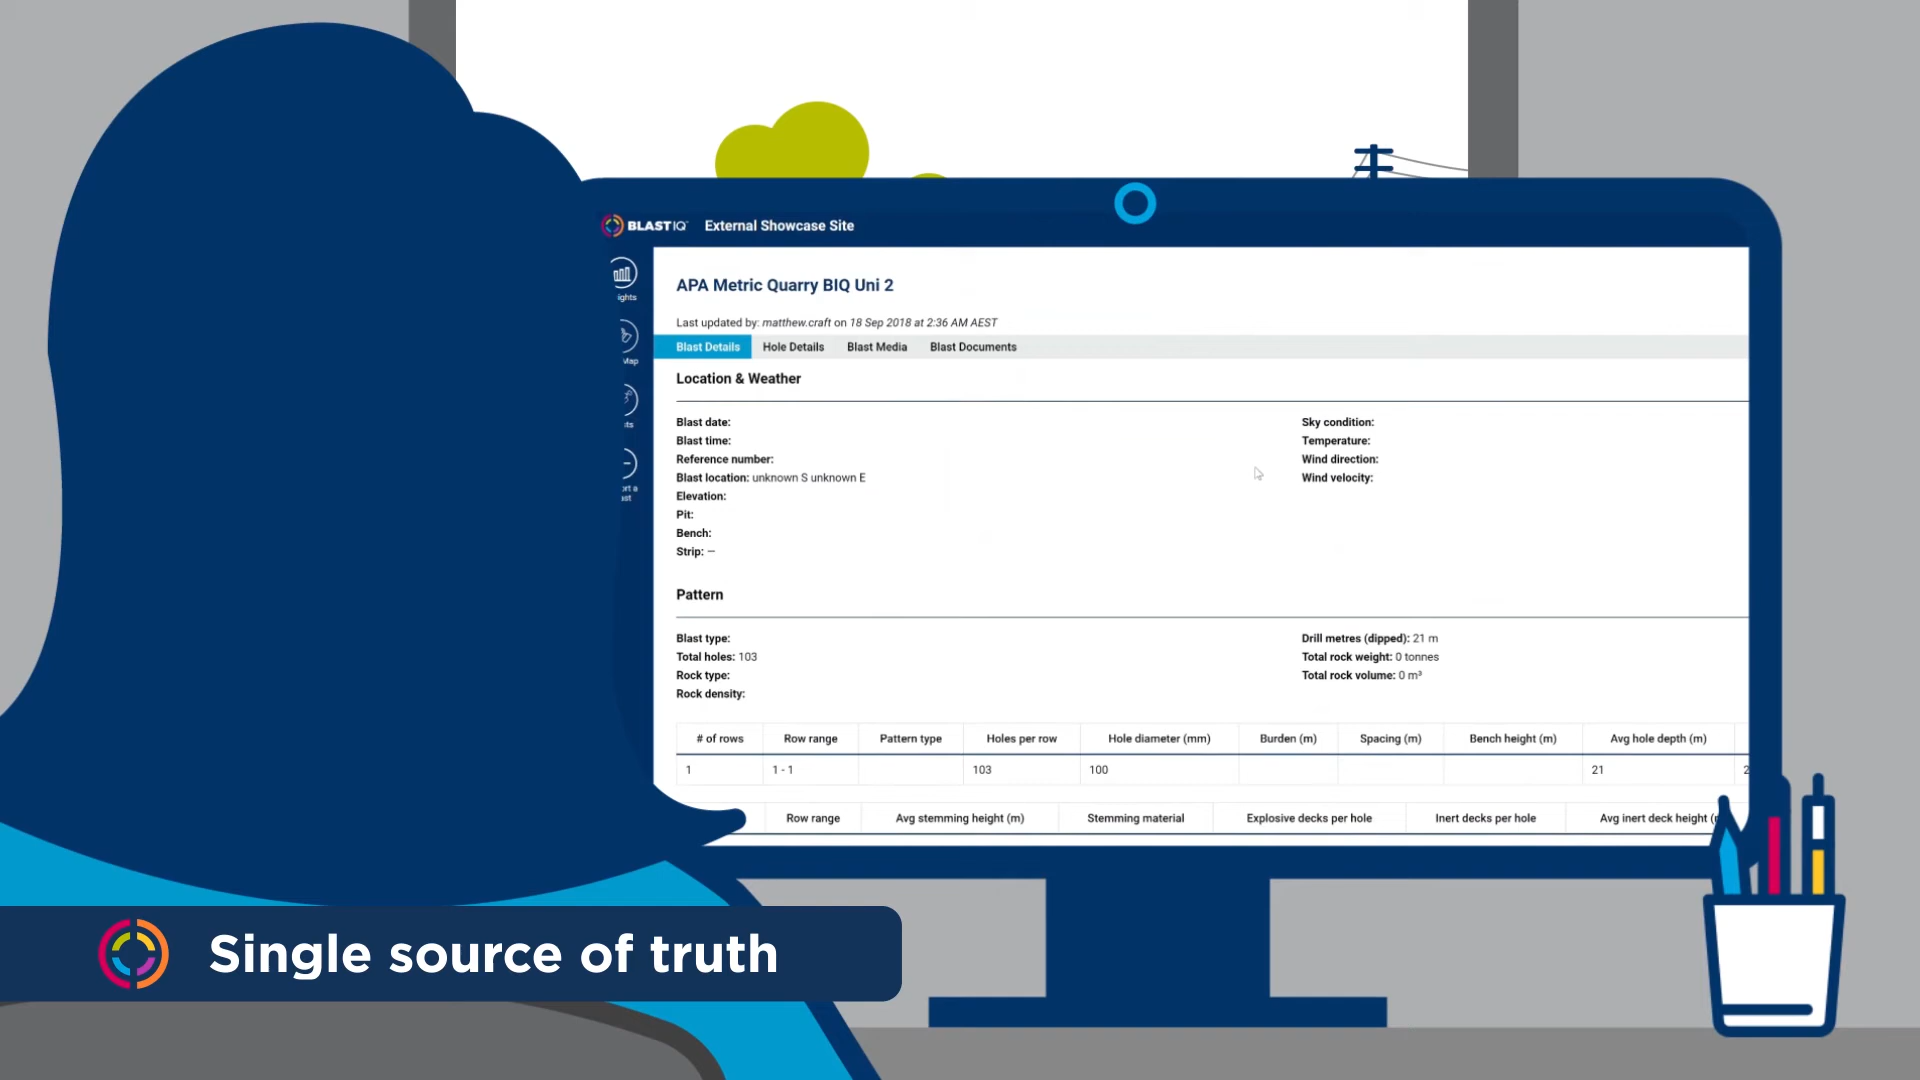 BLASTIQ™ External Showcase Site
APA Metric Quarry BIQ Uni 2
Last updated by: matthew.craft on 18 Sep 2018 at 2:36 AM AEST
Blast Details Hole Details Blast Media Blast Documents
Location & Weather
Blast date:
Blast time:
Reference number:
Blast location: unknown S unknown E
Elevation:
Pit:
Bench:
Strip: —
Sky condition:
Temperature:
Wind direction:
Wind velocity:
Pattern
Blast type:
Total holes: 103
Rock type:
Rock density:
Drill metres (dipped): 21 m
Total rock weight: 0 tonnes
Total rock volume: 0 m³
# of rows Row range Pattern type Holes per row Hole diameter (mm) Burden (m) Spacing (m) Bench height (m) Avg hole depth (m)
1 1 - 1 103 100 21 2
Row range Avg stemming height (m) Stemming material Explosive decks per hole Inert decks per hole Avg inert deck height
Single source of truth